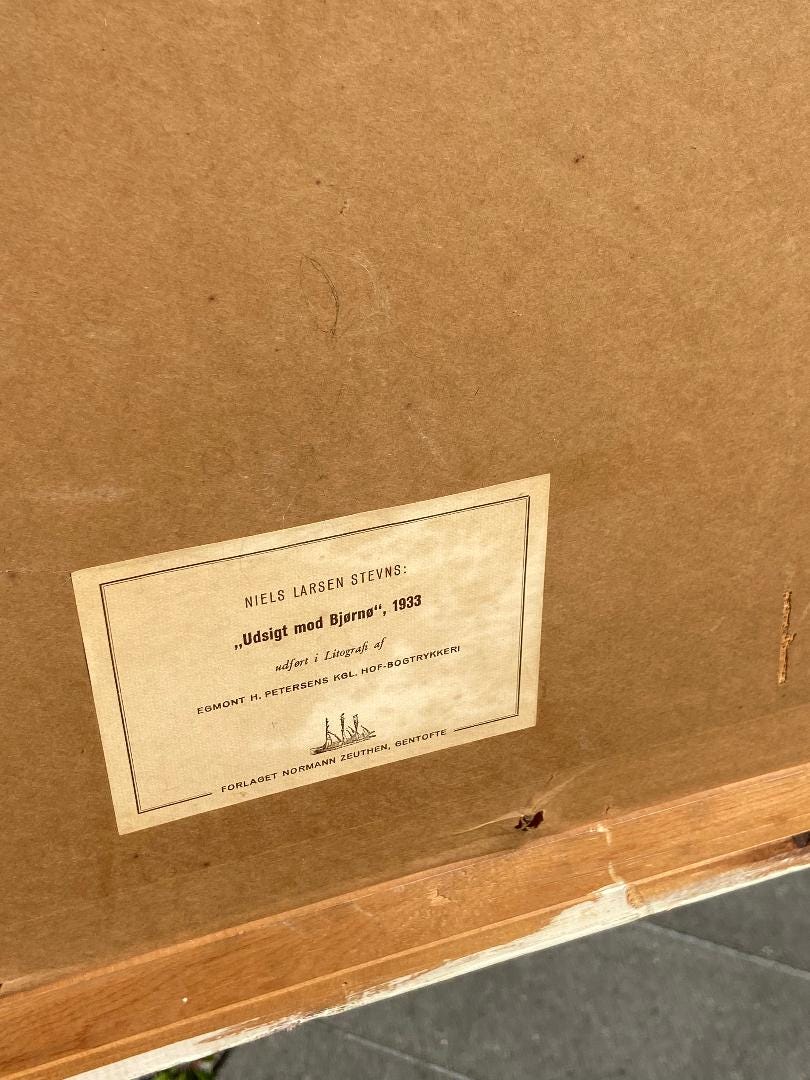 NIELS LARSEN STEVNS:
„Udsigt mod Bjørnø“, 1933
udført i Litografi af
EGMONT H. PETERSENS KGL. HOF-BOGTRYKKERI
FORLAGET NORMANN ZEUTHEN, GENTOFTE